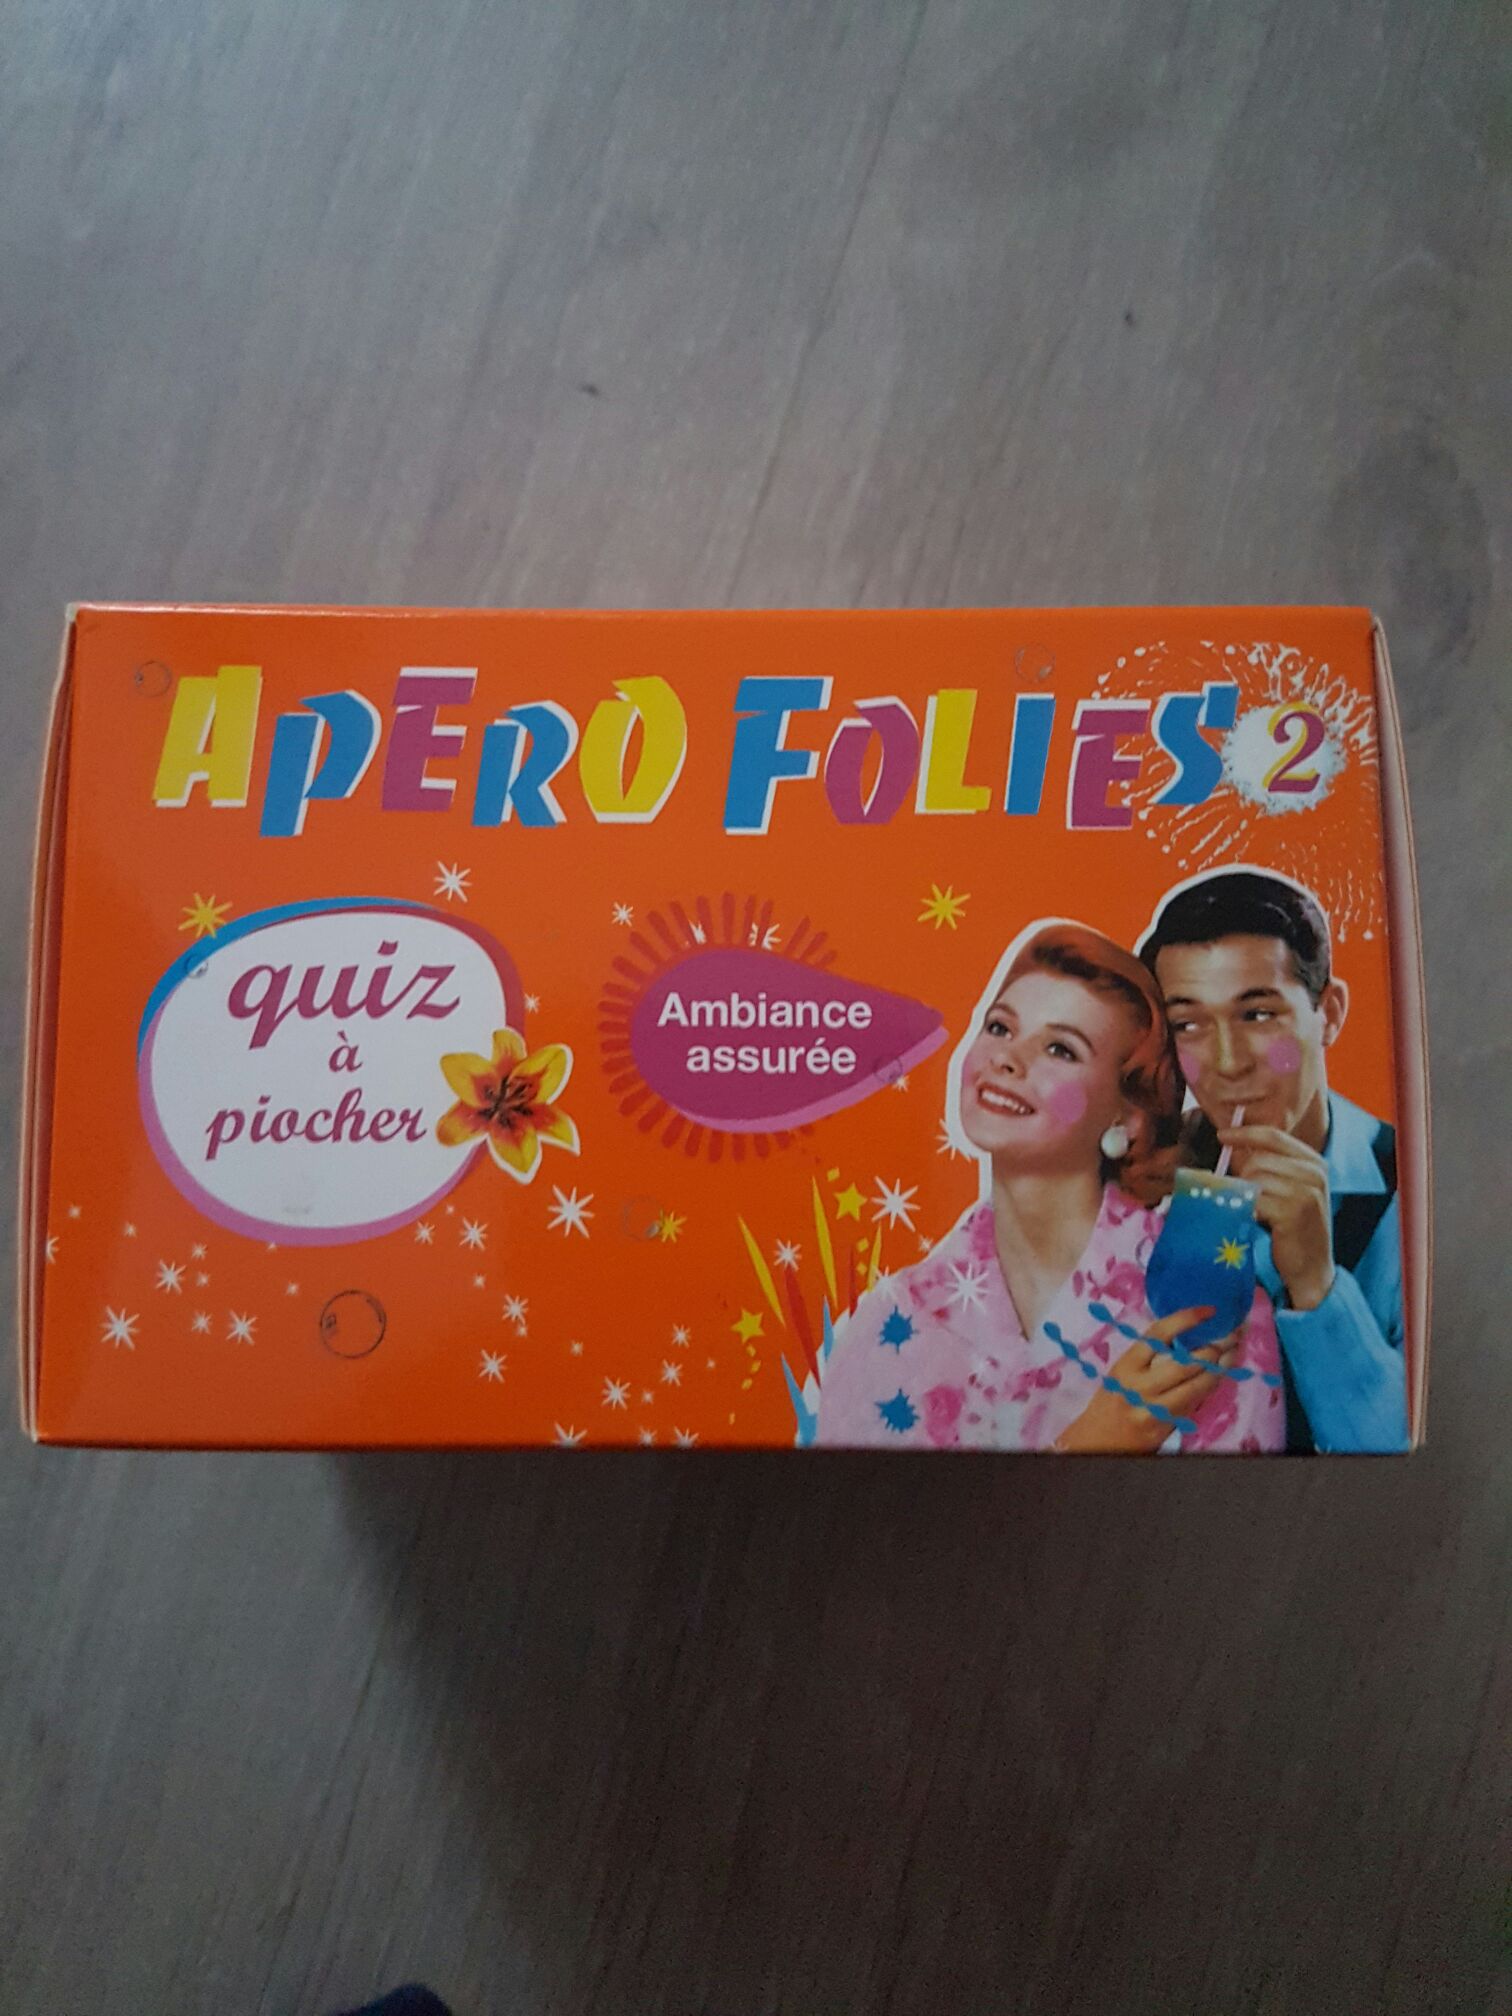 APERO FOLIES 2
quiz
à
piocher
Ambiance
assurée